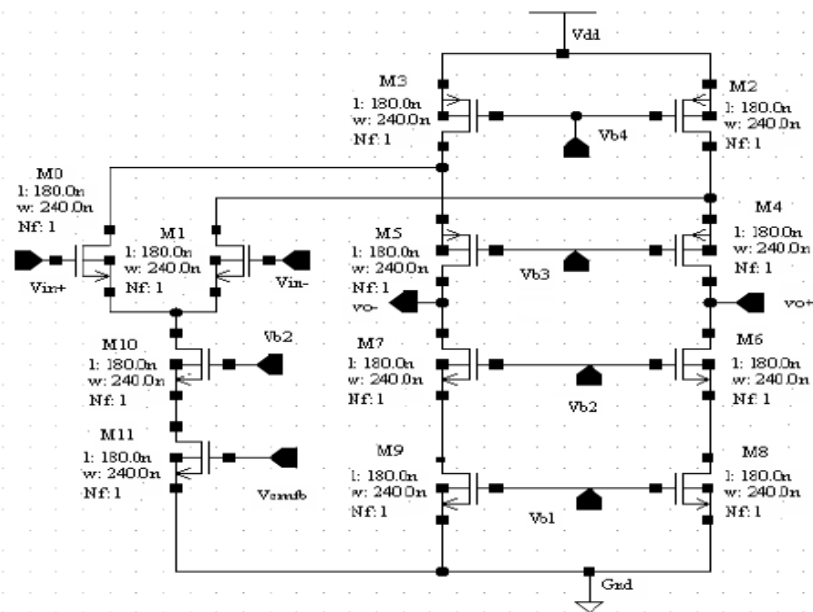 Vdd
M3
l: 180.0n
w: 240.0n
Nf: 1
M2
l: 180.0n
w: 240.0n
Nf: 1
Vb4
M0
l: 180.0n
w: 240.0n
Nf: 1
M1
l: 180.0n
w: 240.0n
Nf: 1
Vin+
Vin-
M5
l: 180.0n
w: 240.0n
Nf: 1
M4
l: 180.0n
w: 240.0n
Nf: 1
Vb3
vo-
vo+
M10
l: 180.0n
w: 240.0n
Nf: 1
Vb2
M7
l: 180.0n
w: 240.0n
Nf: 1
M6
l: 180.0n
w: 240.0n
Nf: 1
Vb2
M11
l: 180.0n
w: 240.0n
Nf: 1
Vcmfb
M9
l: 180.0n
w: 240.0n
Nf: 1
M8
l: 180.0n
w: 240.0n
Nf: 1
Vb1
Gnd